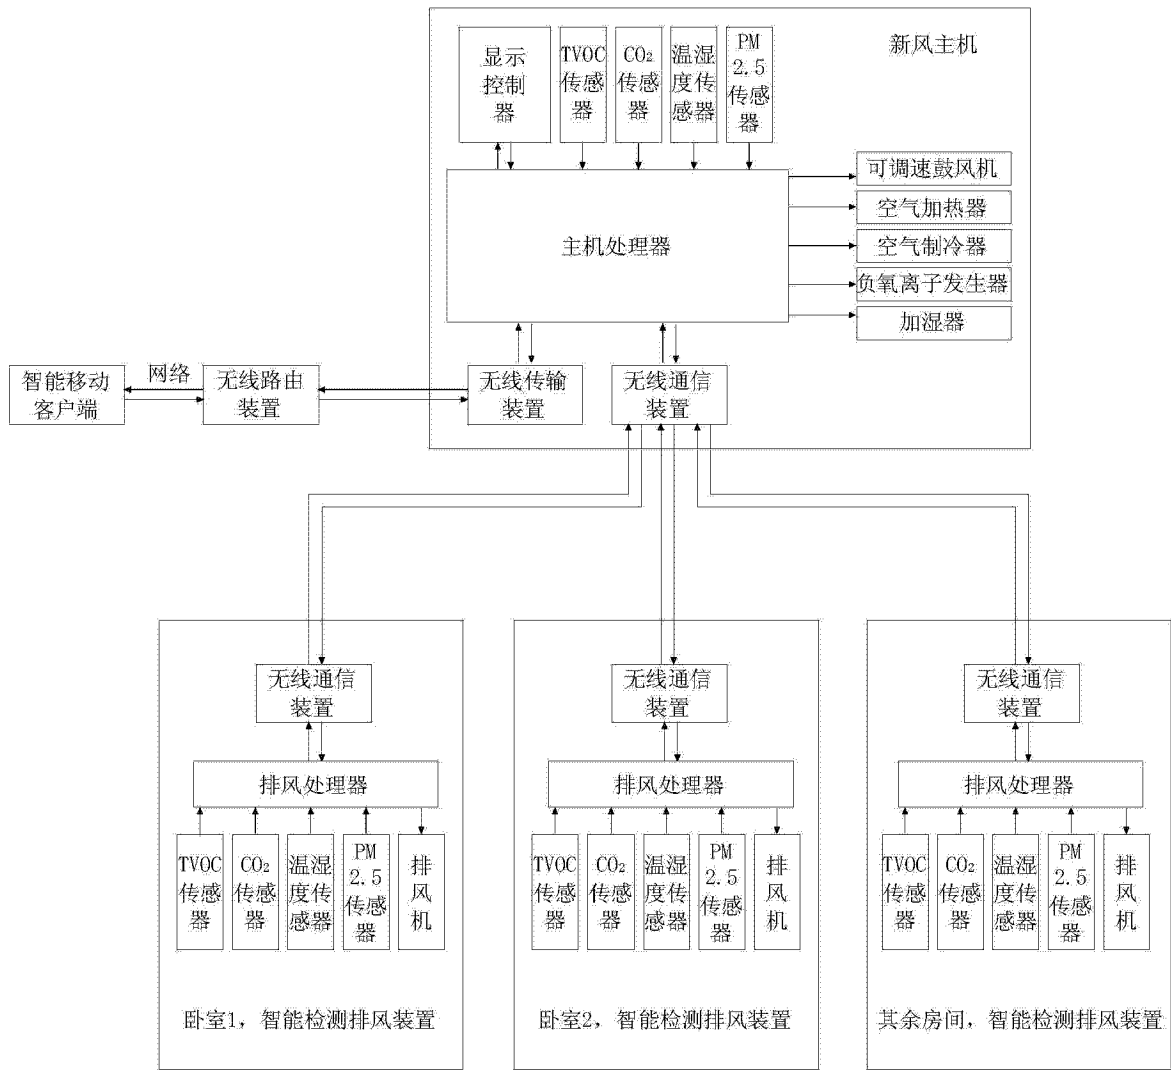 新风主机
显示
控制
器
TVOC
传感
器
CO₂
传感
器
温湿
度传
感器
PM
2.5
传感
器
可调速鼓风机
空气加热器
空气制冷器
负氧离子发生器
加湿器
主机处理器
智能移动
客户端
网络
无线路由
装置
无线传输
装置
无线通信
装置
无线通信
装置
排风处理器
TVOC
传感
器
CO₂
传感
器
温湿
度传
感器
PM
2.5
传感
器
排
风
机
卧室1，智能检测排风装置
无线通信
装置
排风处理器
TVOC
传感
器
CO₂
传感
器
温湿
度传
感器
PM
2.5
传感
器
排
风
机
卧室2，智能检测排风装置
无线通信
装置
排风处理器
TVOC
传感
器
CO₂
传感
器
温湿
度传
感器
PM
2.5
传感
器
排
风
机
其余房间，智能检测排风装置